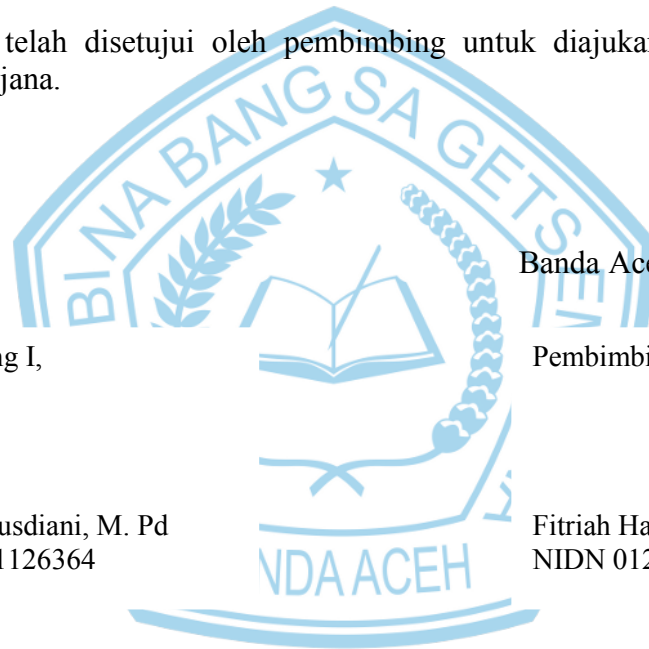 telah disetujui oleh pembimbing untuk diajukan
jana.
BINA BANGSA GETS
Banda Ac
g I,
Pembimbi
usdiani, M. Pd
Fitriah Ha
1126364
NIDN 012
NDA ACEH